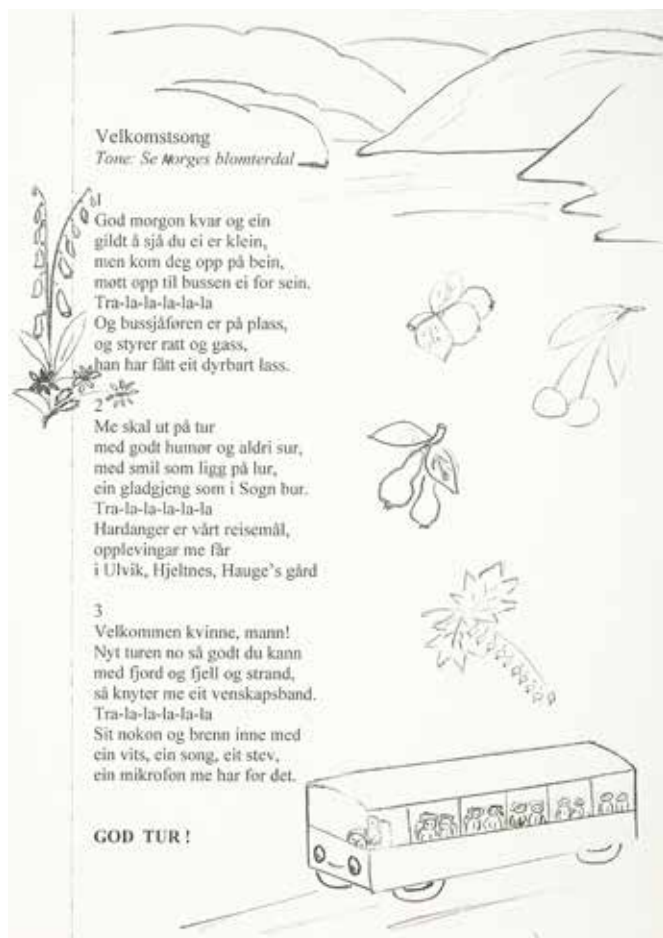 Velkomstsong
Tone: Se Norges blomterdal
1
God morgon kvar og ein
gildt å sjå du ei er klein,
men kom deg opp på bein,
møtt opp til bussen ei for sein.
Tra-la-la-la-la-la
Og bussjåføren er på plass,
og styrer ratt og gass,
han har fått eit dyrbart lass.
2
Me skal ut på tur
med godt humør og aldri sur,
med smil som ligg på lur,
ein gladgjeng som i Sogn bur.
Tra-la-la-la-la-la
Hardanger er vårt reisemål,
opplevingar me får
i Ulvik, Hjeltnes, Hauge's gård
3
Velkommen kvinne, mann!
Nyt turen no så godt du kann
med fjord og fjell og strand,
så knyter me eit venskapsband.
Tra-la-la-la-la-la
Sit nokon og brenn inne med
ein vits, ein song, eit stev,
ein mikrofon me har for det.
GOD TUR !